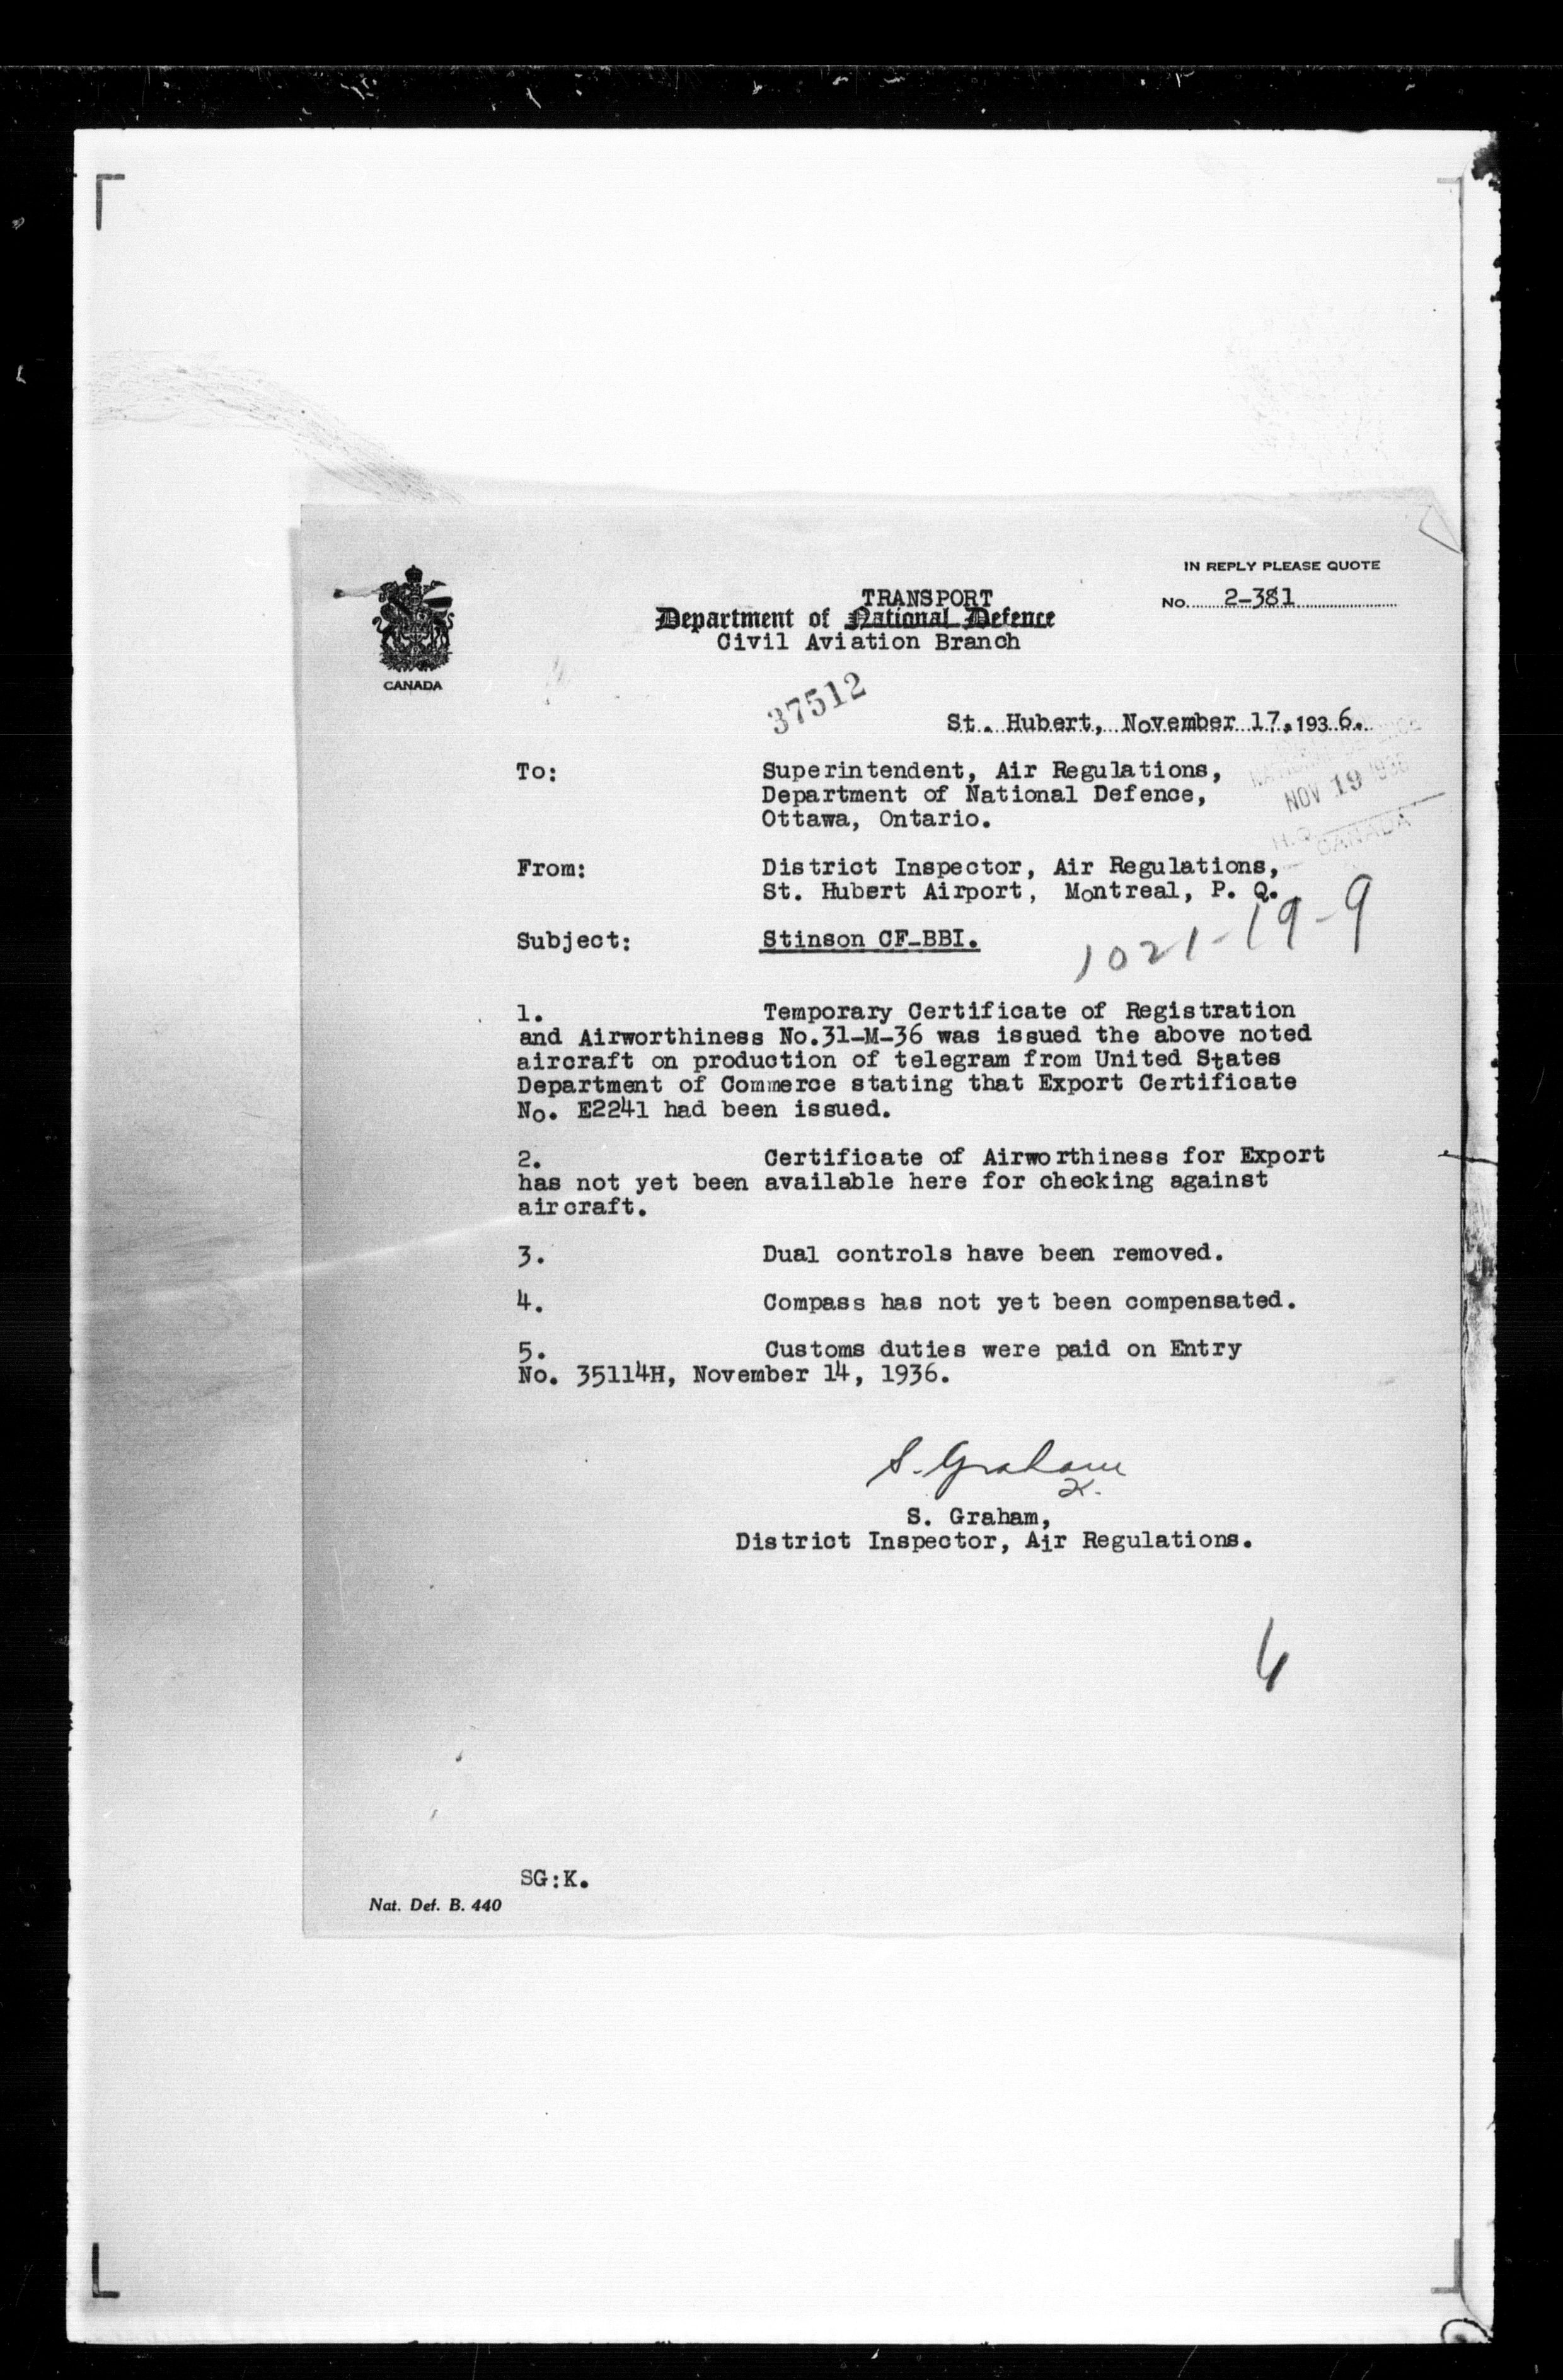 IN REPLY PLEASE QUOTE
No. 2-381
TRANSPORT
Department of National Defence
Civil Aviation Branch
CANADA
37512
St. Hubert, November 17, 1936.
NOV 19 1936
H.Q.
CANADA
To: Superintendent, Air Regulations,
Department of National Defence,
Ottawa, Ontario.
From: District Inspector, Air Regulations,
St. Hubert Airport, Montreal, P. Q.
1021-19-9
Subject: Stinson CF-BBI.
1. Temporary Certificate of Registration
and Airworthiness No.31-M-36 was issued the above noted
aircraft on production of telegram from United States
Department of Commerce stating that Export Certificate
No. E2241 had been issued.
2. Certificate of Airworthiness for Export
has not yet been available here for checking against
aircraft.
3. Dual controls have been removed.
4. Compass has not yet been compensated.
5. Customs duties were paid on Entry
No. 35114H, November 14, 1936.
S. Graham
S. Graham,
District Inspector, Air Regulations.
SG:K.
Nat. Def. B. 440